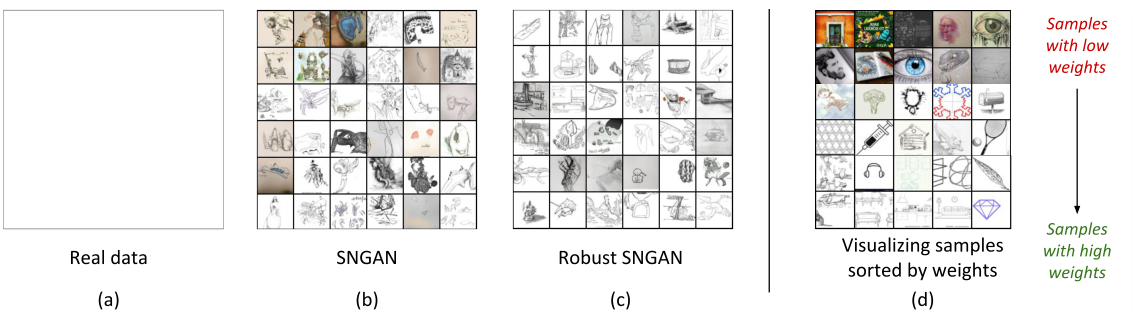 Real data
(a)
SNGAN
(b)
Robust SNGAN
(c)
Visualizing samples
sorted by weights
(d)
Samples
with low
weights
Samples
with high
weights